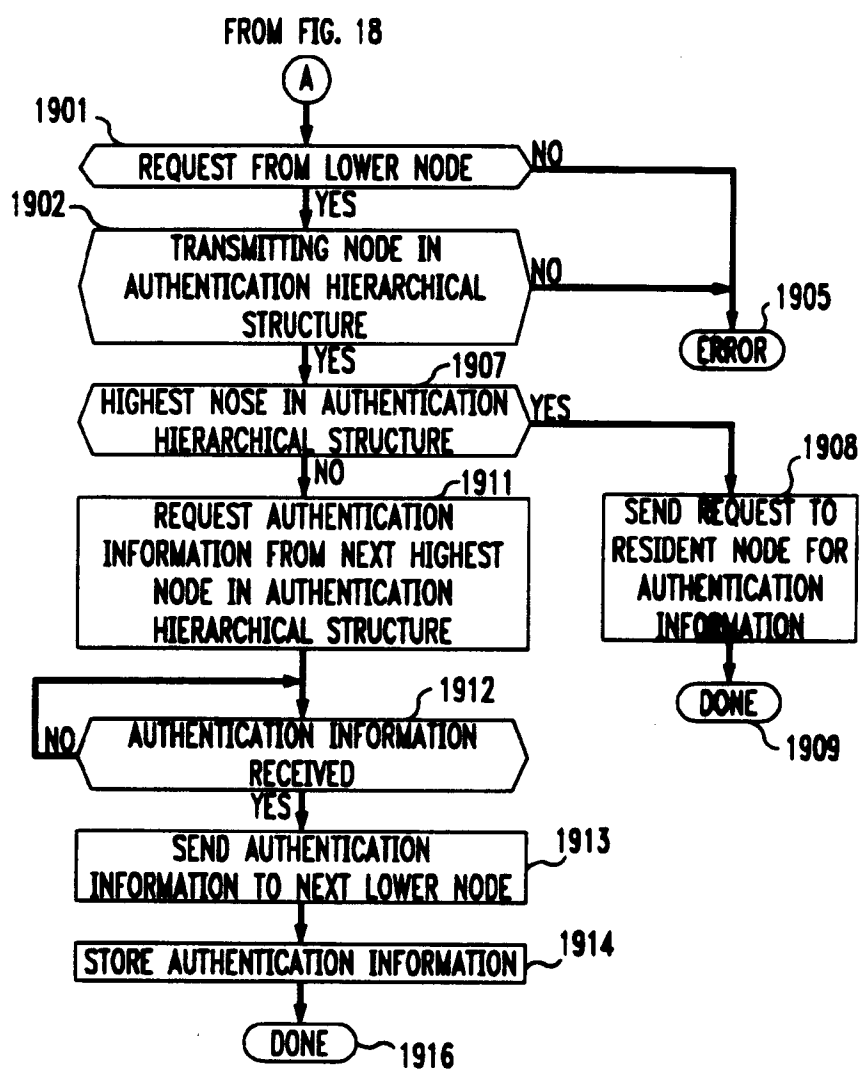 FROM FIG. 18
A
1901
REQUEST FROM LOWER NODE
NO
YES
1902
TRANSMITTING NODE IN
AUTHENTICATION HIERARCHICAL
STRUCTURE
NO
1905
ERROR
YES
1907
HIGHEST NOSE IN AUTHENTICATION
HIERARCHICAL STRUCTURE
YES
1908
NO
1911
REQUEST AUTHENTICATION
INFORMATION FROM NEXT HIGHEST
NODE IN AUTHENTICATION
HIERARCHICAL STRUCTURE
SEND REQUEST TO
RESIDENT NODE FOR
AUTHENTICATION
INFORMATION
DONE
1909
1912
AUTHENTICATION INFORMATION
RECEIVED
NO
YES
SEND AUTHENTICATION
INFORMATION TO NEXT LOWER NODE
1913
STORE AUTHENTICATION INFORMATION
1914
DONE
1916